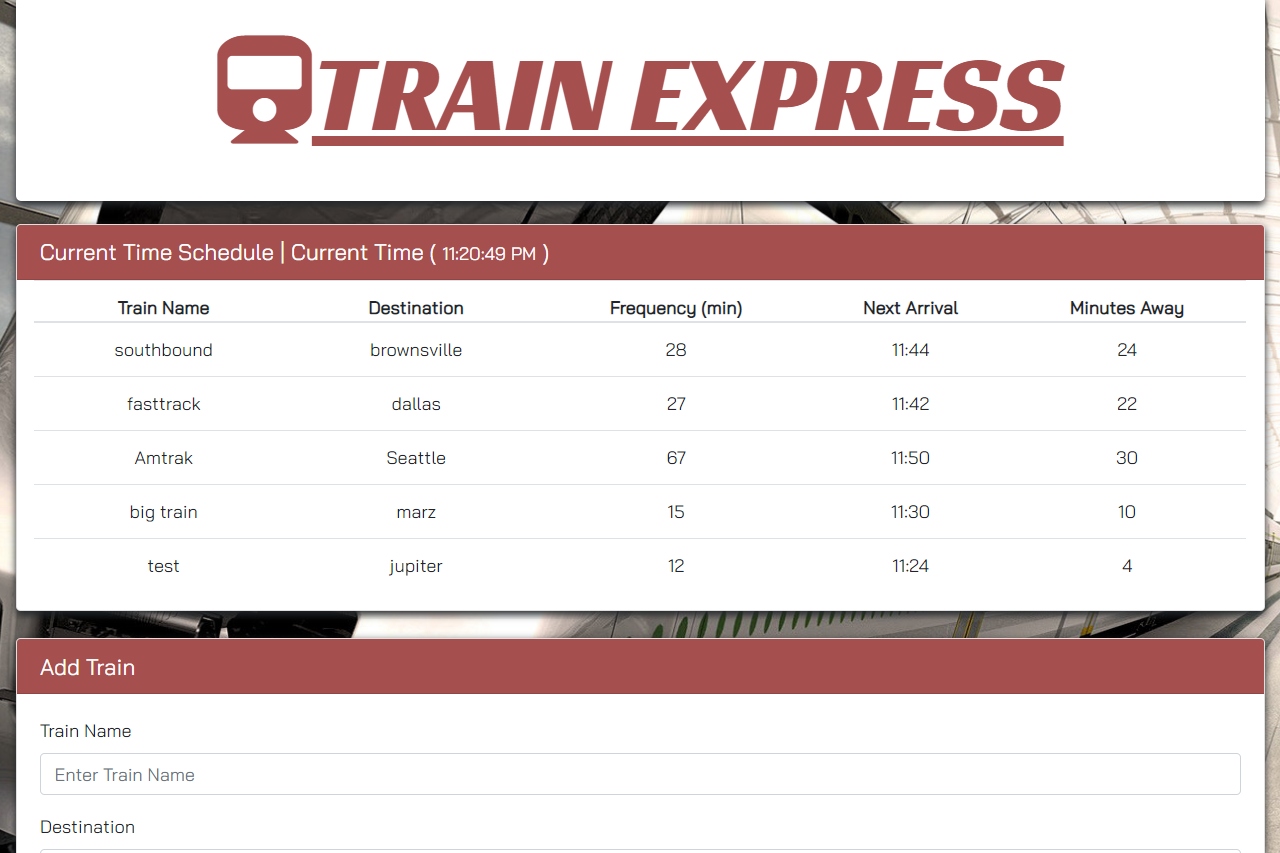 TRAIN EXPRESS
Current Time Schedule | Current Time ( 11:20:49 PM )
Train Name Destination Frequency (min) Next Arrival Minutes Away
southbound brownsville 28 11:44 24
fasttrack dallas 27 11:42 22
Amtrak Seattle 67 11:50 30
big train marz 15 11:30 10
test jupiter 12 11:24 4
Add Train
Train Name
Enter Train Name
Destination